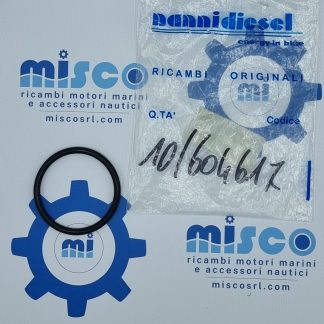 nannidiesel
energy in blue
misco
ricambi motori marini
e accessori nautici
miscosrl.com
RICAMBI ORIGINALI
mi
Q.TA' Codice
10/604617
mi
misco
ricambi motori marini
e accessori nautici
miscosrl.com